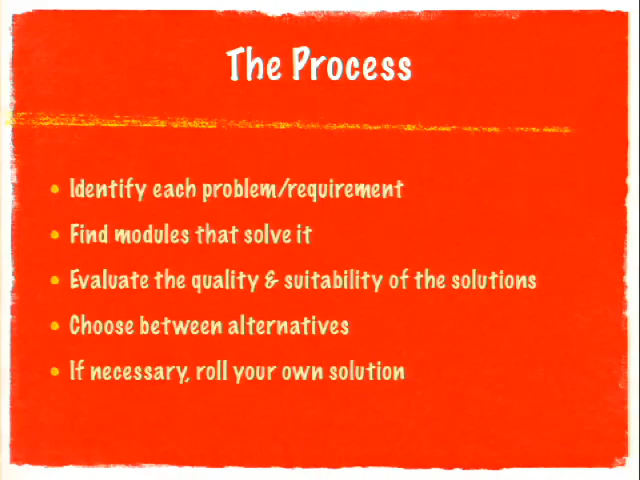 The Process
• Identify each problem/requirement
• Find modules that solve it
• Evaluate the quality & suitability of the solutions
• Choose between alternatives
• If necessary, roll your own solution